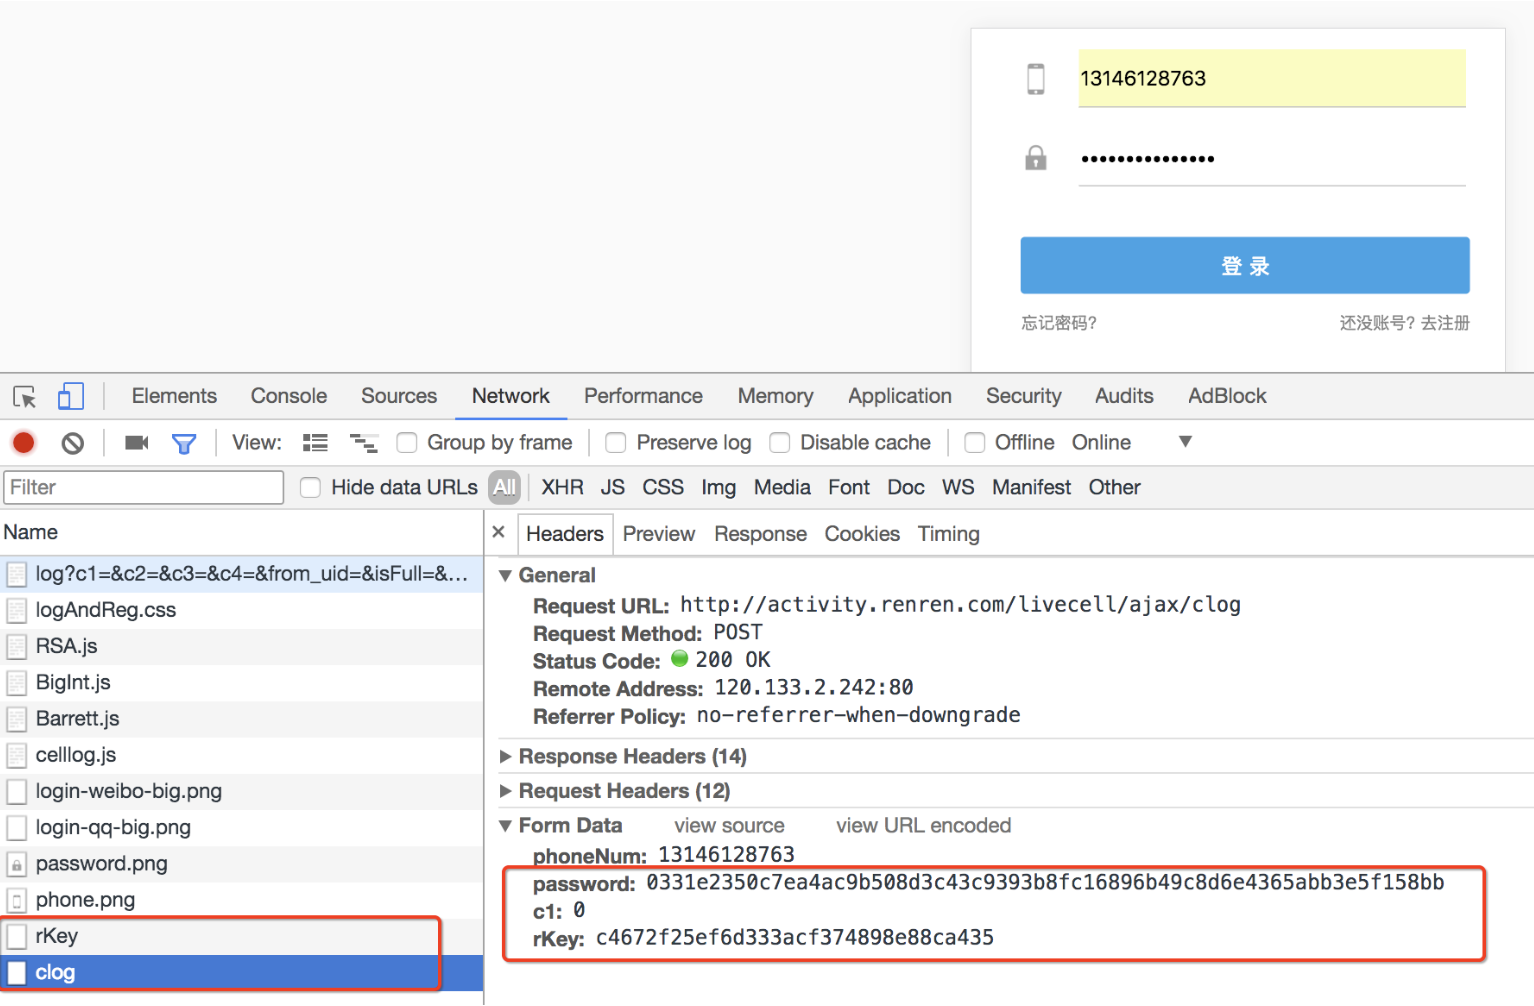 13146128763
•••••••••••••••
登 录
忘记密码?
还没账号? 去注册
Elements Console Sources Network Performance Memory Application Security Audits AdBlock
View: Group by frame Preserve log Disable cache Offline Online ▼
Filter Hide data URLs All XHR JS CSS Img Media Font Doc WS Manifest Other
Name
log?c1=&c2=&c3=&c4=&from_uid=&isFull=&...
logAndReg.css
RSA.js
BigInt.js
Barrett.js
celllog.js
login-weibo-big.png
login-qq-big.png
password.png
phone.png
rKey
clog
× Headers Preview Response Cookies Timing
▼ General
Request URL: http://activity.renren.com/livecell/ajax/clog
Request Method: POST
Status Code: 200 OK
Remote Address: 120.133.2.242:80
Referrer Policy: no-referrer-when-downgrade
▶ Response Headers (14)
▶ Request Headers (12)
▼ Form Data view source view URL encoded
phoneNum: 13146128763
password: 0331e2350c7ea4ac9b508d3c43c9393b8fc16896b49c8d6e4365abb3e5f158bb
c1: 0
rKey: c4672f25ef6d333acf374898e88ca435